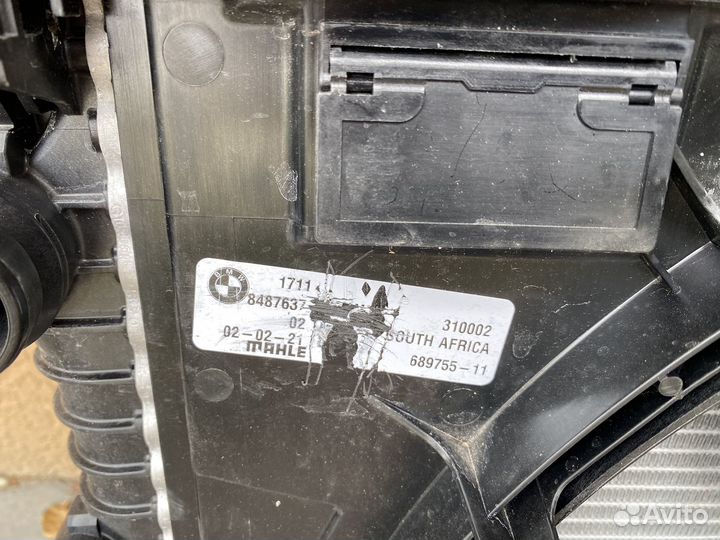 BMW
1711
8487637
02
02-02-21
MAHLE
310002
SOUTH AFRICA
689755-11
Avito